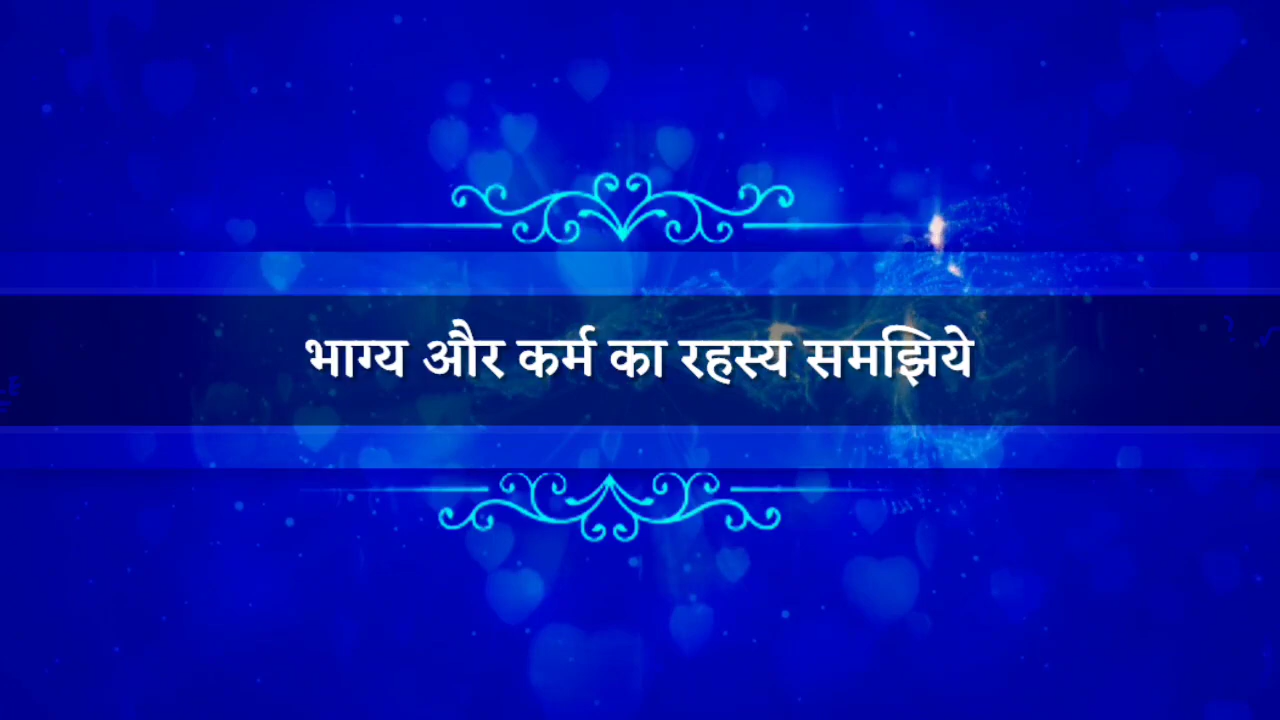 भाग्य और कर्म का रहस्य समझिये